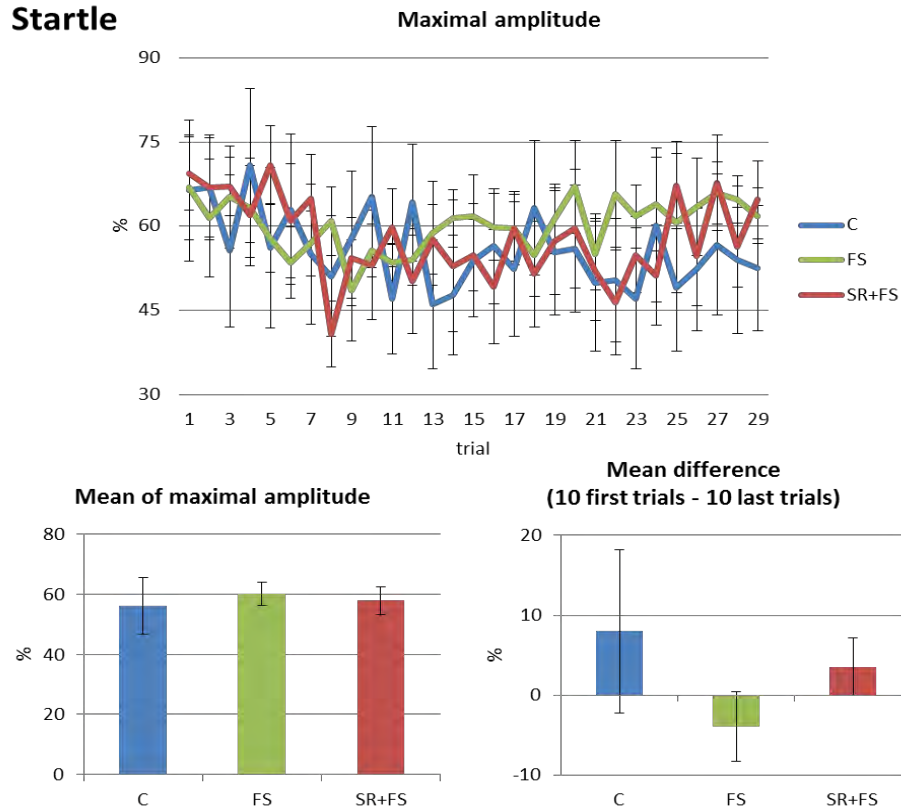 Startle
Maximal amplitude
90
75
60
45
30
%
1 3 5 7 9 11 13 15 17 19 21 23 25 27 29
trial
C
FS
SR+FS
Mean of maximal amplitude
80
60
40
20
0
%
C FS SR+FS
Mean difference
(10 first trials - 10 last trials)
20
10
0
-10
%
C FS SR+FS